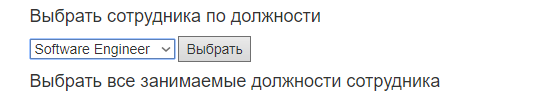 Выбрать сотрудника по должности
Software Engineer Выбрать
Выбрать все занимаемые должности сотрудника